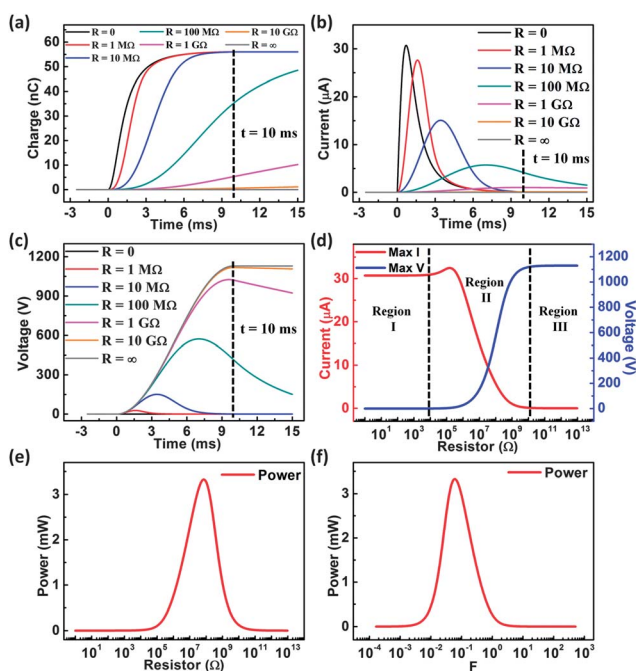 (a)
R = 0 R = 100 MΩ R = 10 GΩ
R = 1 MΩ R = 1 GΩ R = ∞
R = 10 MΩ
60
50
40
30
20
10
0
Charge (nC)
t = 10 ms
-3 0 3 6 9 12 15
Time (ms)
(b)
R = 0
R = 1 MΩ
R = 10 MΩ
R = 100 MΩ
R = 1 GΩ
R = 10 GΩ
R = ∞
40
30
20
10
0
Current (μA)
t = 10 ms
-3 0 3 6 9 12 15
Time (ms)
(c)
R = 0
R = 1 MΩ
R = 10 MΩ
R = 100 MΩ
R = 1 GΩ
R = 10 GΩ
R = ∞
1200
900
600
300
0
Voltage (V)
t = 10 ms
-3 0 3 6 9 12 15
Time (ms)
(d)
Max I
Max V
Region I
Region II
Region III
30
20
10
0
Current (μA)
1200
1000
800
600
400
200
0
Voltage (V)
10¹ 10³ 10⁵ 10⁷ 10⁹ 10¹¹ 10¹³
Resistor (Ω)
(e)
Power
3
2
1
0
Power (mW)
10¹ 10³ 10⁵ 10⁷ 10⁹ 10¹¹ 10¹³
Resistor (Ω)
(f)
Power
3
2
1
0
Power (mW)
10⁻⁴ 10⁻³ 10⁻² 10⁻¹ 10⁰ 10¹ 10²
F